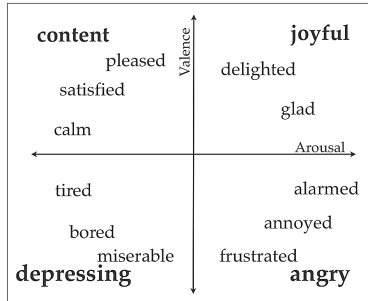 content
joyful
pleased
delighted
satisfied
glad
calm
Valence
Arousal
tired
alarmed
bored
annoyed
miserable
frustrated
depressing
angry